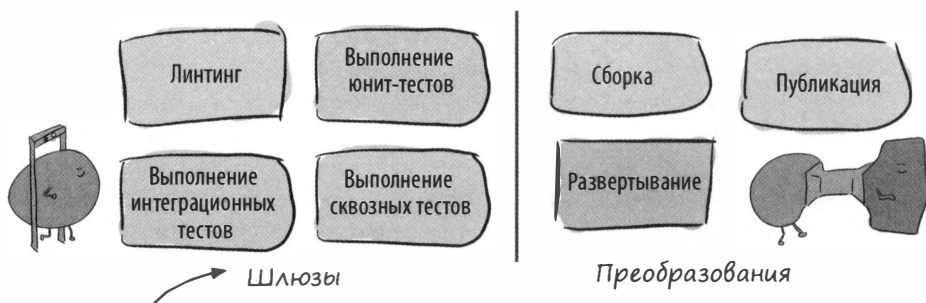 Линтинг
Выполнение
юнит-тестов
Выполнение
интеграционных
тестов
Выполнение
сквозных тестов
Шлюзы
Сборка
Публикация
Развертывание
Преобразования